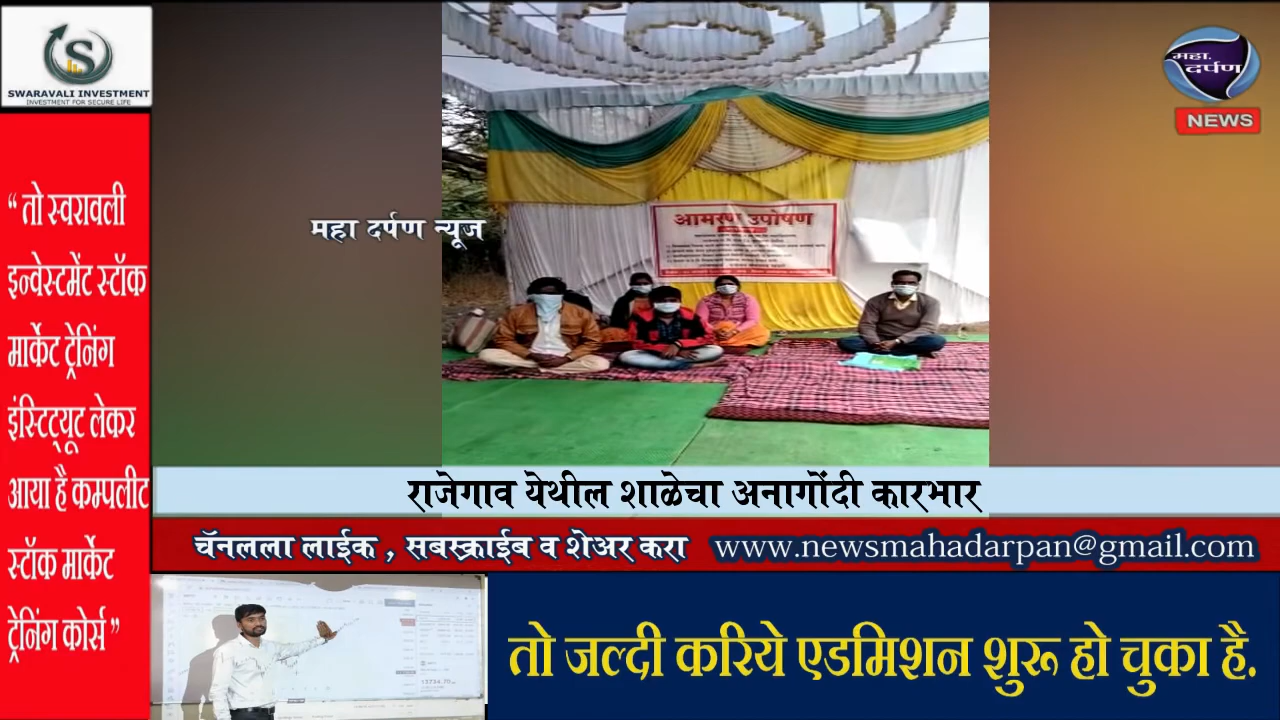 SWARAVALI INVESTMENT
INVESTMENT FOR SECURE LIFE
“ तो स्वरावली
इन्वेस्टमेंट स्टॉक
मार्केट ट्रेनिंग
इंस्टिट्यूट लेकर
आया है कम्पलीट
स्टॉक मार्केट
ट्रेनिंग कोर्स ”
महा दर्पण न्यूज
आमरण उपोषण
महा.
दर्पण
NEWS
राजेगाव येथील शाळेचा अनागोंदी कारभार
चॅनलला लाईक , सबस्क्राईब व शेअर करा www.newsmahadarpan@gmail.com
तो जल्दी करिये एडमिशन शुरू हो चुका है.